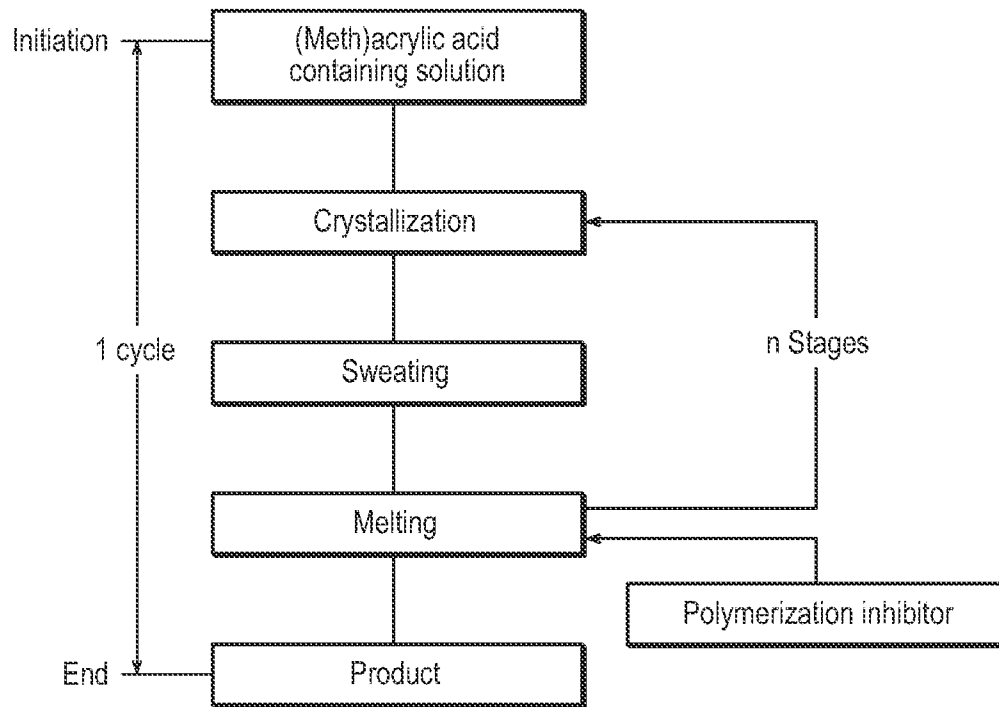 Initiation
(Meth)acrylic acid
containing solution
Crystallization
1 cycle
n Stages
Sweating
Melting
Polymerization inhibitor
End
Product